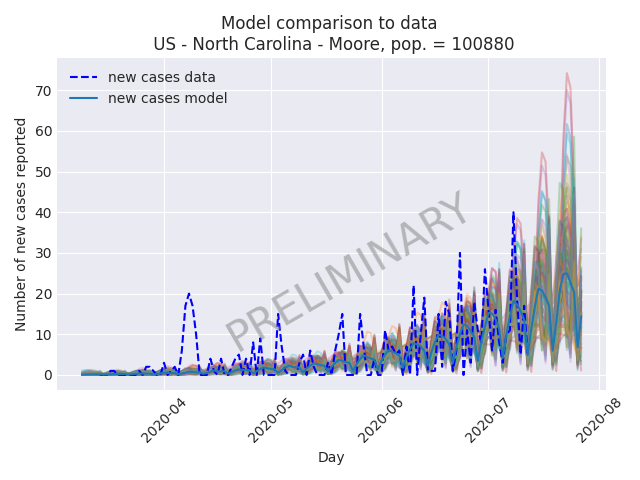 Model comparison to data
US - North Carolina - Moore, pop. = 100880
new cases data
new cases model
Number of new cases reported
70
60
50
40
30
20
10
0
PRELIMINARY
2020-04
2020-05
2020-06
2020-07
2020-08
Day